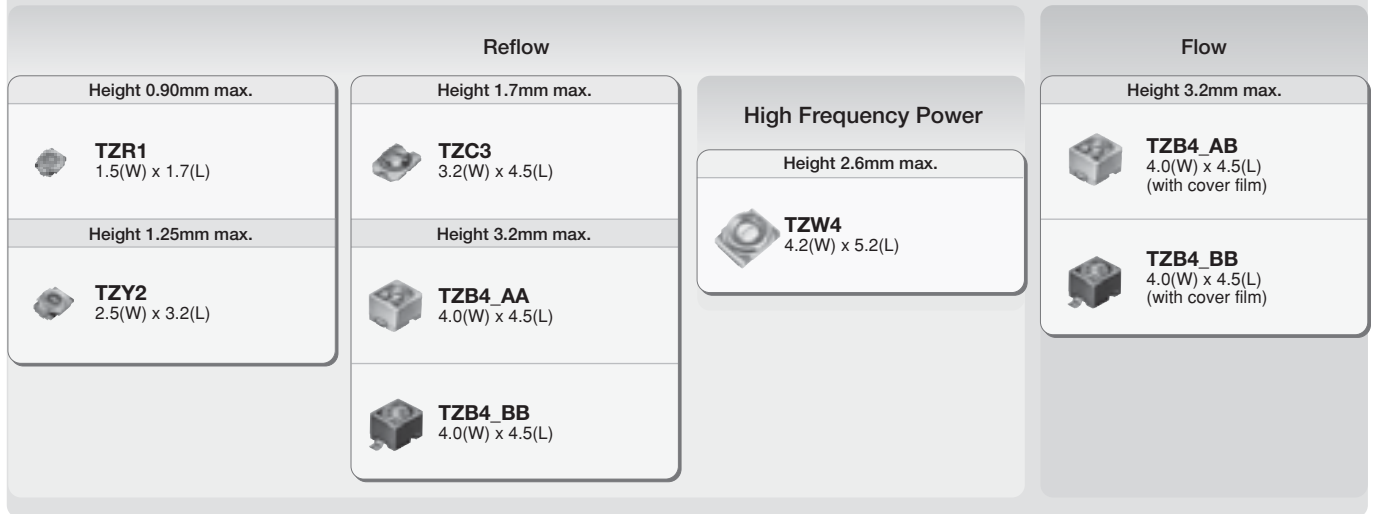 Reflow
Height 0.90mm max.
TZR1
1.5(W) x 1.7(L)
Height 1.25mm max.
TZY2
2.5(W) x 3.2(L)
Height 1.7mm max.
TZC3
3.2(W) x 4.5(L)
Height 3.2mm max.
TZB4_AA
4.0(W) x 4.5(L)
TZB4_BB
4.0(W) x 4.5(L)
High Frequency Power
Height 2.6mm max.
TZW4
4.2(W) x 5.2(L)
Flow
Height 3.2mm max.
TZB4_AB
4.0(W) x 4.5(L)
(with cover film)
TZB4_BB
4.0(W) x 4.5(L)
(with cover film)